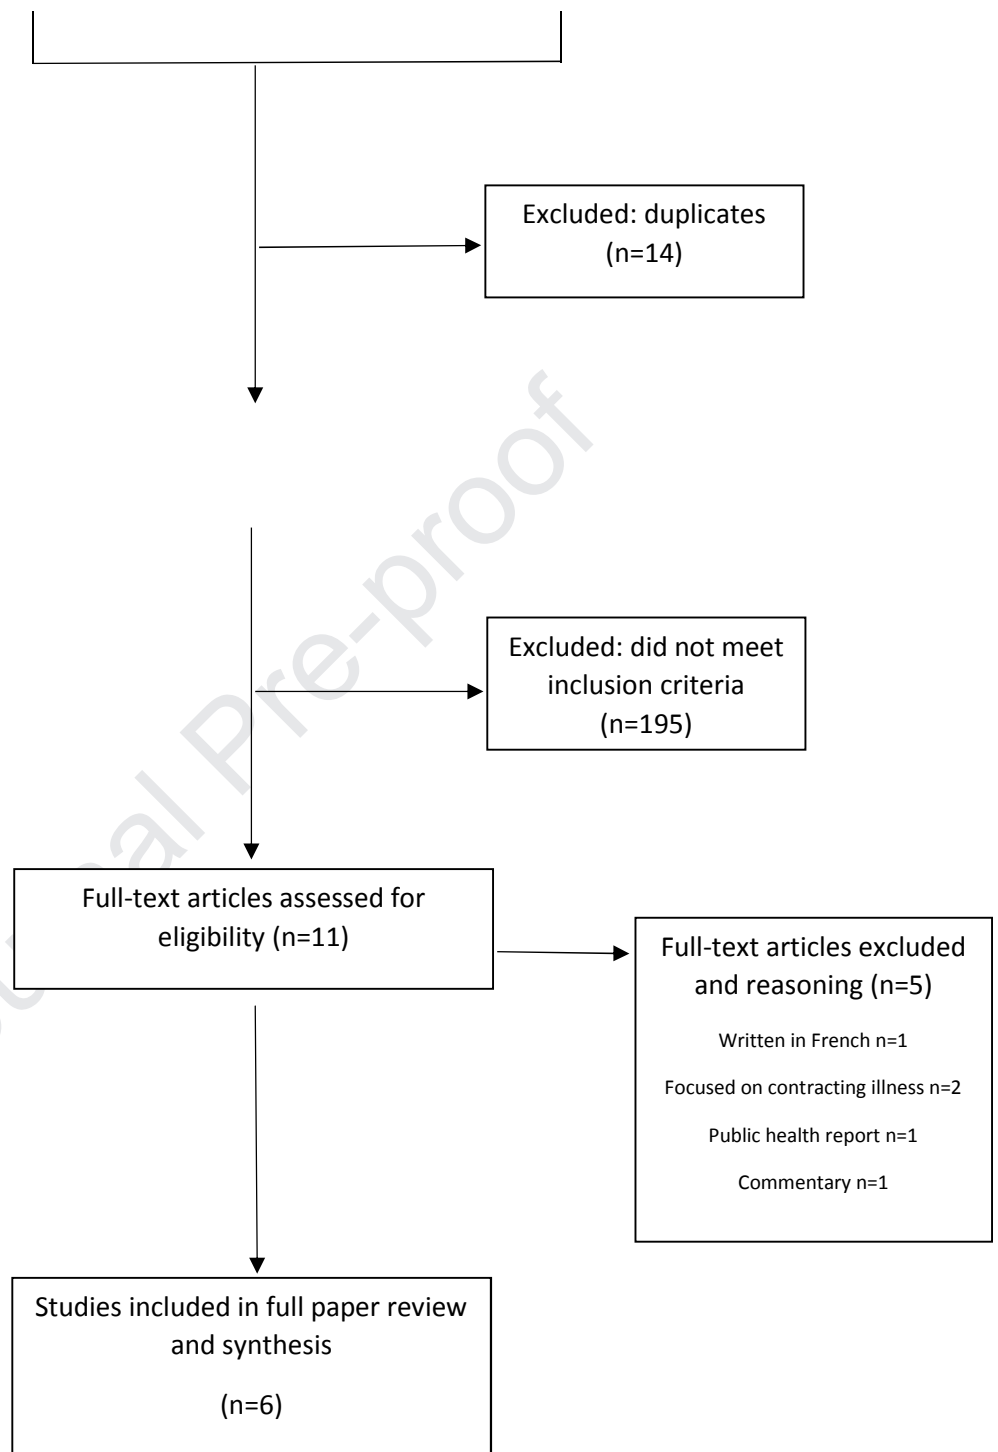 Excluded: duplicates
(n=14)
Excluded: did not meet
inclusion criteria
(n=195)
Full-text articles assessed for
eligibility (n=11)
Full-text articles excluded
and reasoning (n=5)
Written in French n=1
Focused on contracting illness n=2
Public health report n=1
Commentary n=1
Studies included in full paper review
and synthesis
(n=6)
Pre-proof